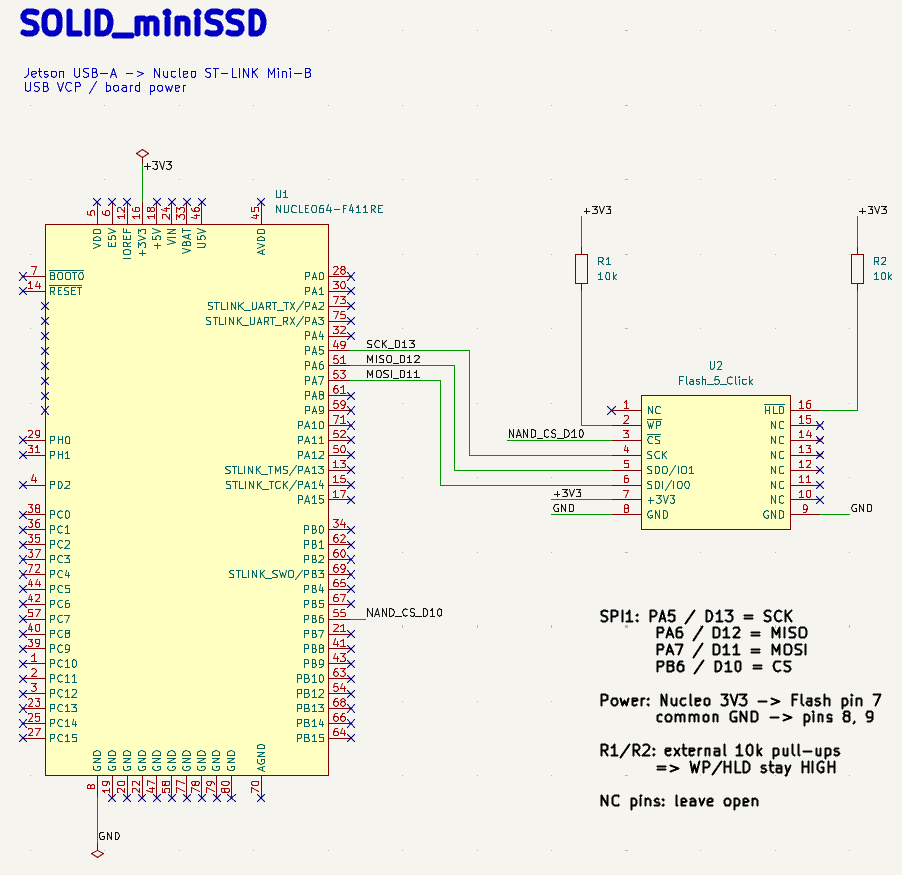 SOLID_miniSSD
Jetson USB-A -> Nucleo ST-LINK Mini-B
USB VCP / board power
+3V3
U1
NUCLEO64-F411RE
5 6 12 16 18 24 33 46 45
VDD E5V IOREF +3V3 +5V VIN VBAT U5V AVDD
7 BOOT0
14 RESET
29 PH0
31 PH1
4 PD2
38 PC0
36 PC1
35 PC2
37 PC3
72 PC4
44 PC5
42 PC6
57 PC7
40 PC8
39 PC9
1 PC10
2 PC11
3 PC12
23 PC13
25 PC14
27 PC15
PA0 28
PA1 30
STLINK_UART_TX/PA2 73
STLINK_UART_RX/PA3 75
PA4 32
PA5 49 SCK_D13
PA6 51 MISO_D12
PA7 53 MOSI_D11
PA8 61
PA9 59
PA10 71
PA11 52
PA12 50
STLINK_TMS/PA13 13
STLINK_TCK/PA14 15
PA15 17
PB0 34
PB1 62
PB2 60
STLINK_SWO/PB3 69
PB4 65
PB5 67
PB6 55 NAND_CS_D10
PB7 21
PB8 41
PB9 43
PB10 63
PB12 54
PB13 68
PB14 66
PB15 64
GND GND GND GND GND GND GND GND GND GND AGND
8 19 20 22 47 58 77 78 79 80 70
GND
+3V3
R1
10k
+3V3
R2
10k
U2
Flash_5_Click
1 NC
2 WP
NAND_CS_D10 3 CS
4 SCK
5 SDO/IO1
6 SDI/IO0
+3V3 7 +3V3
GND 8 GND
HLD 16
NC 15
NC 14
NC 13
NC 12
NC 11
NC 10
GND 9 GND
SPI1: PA5 / D13 = SCK
PA6 / D12 = MISO
PA7 / D11 = MOSI
PB6 / D10 = CS
Power: Nucleo 3V3 -> Flash pin 7
common GND -> pins 8, 9
R1/R2: external 10k pull-ups
=> WP/HLD stay HIGH
NC pins: leave open